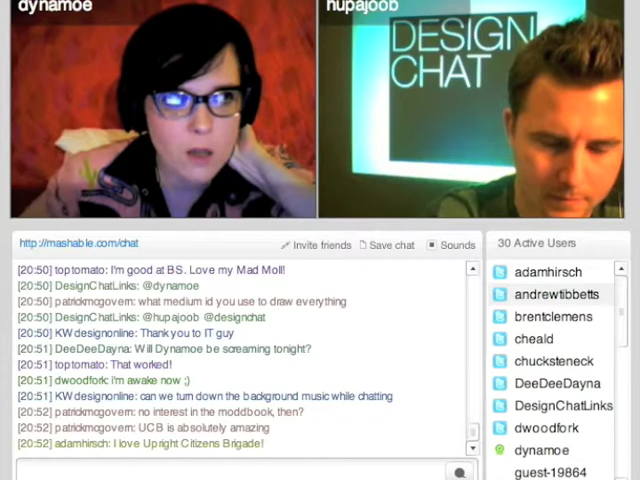 dynamoe
hupajoob
DESIGN
CHAT
http://mashable.com/chat
Invite friends
Save chat
Sounds
30 Active Users
[20:50] toptomato: I'm good at BS. Love my Mad Moll!
[20:50] DesignChatLinks: @dynamoe
[20:50] patrickmcgovern: what medium id you use to draw everything
[20:50] DesignChatLinks: @hupajoob @designchat
[20:50] KWdesignonline: Thank you to IT guy
[20:51] DeeDeeDayna: Will Dynamoe be screaming tonight?
[20:51] toptomato: That worked!
[20:51] dwoodfork: i'm awake now ;)
[20:51] KWdesignonline: can we turn down the background music while chatting
[20:52] patrickmcgovern: no interest in the moddbook, then?
[20:52] patrickmcgovern: UCB is absolutely amazing
[20:52] adamhirsch: I love Upright Citizens Brigade!
adamhirsch
andrewtibbetts
brentclemens
cheald
chucksteneck
DeeDeeDayna
DesignChatLinks
dwoodfork
dynamoe
guest-19864